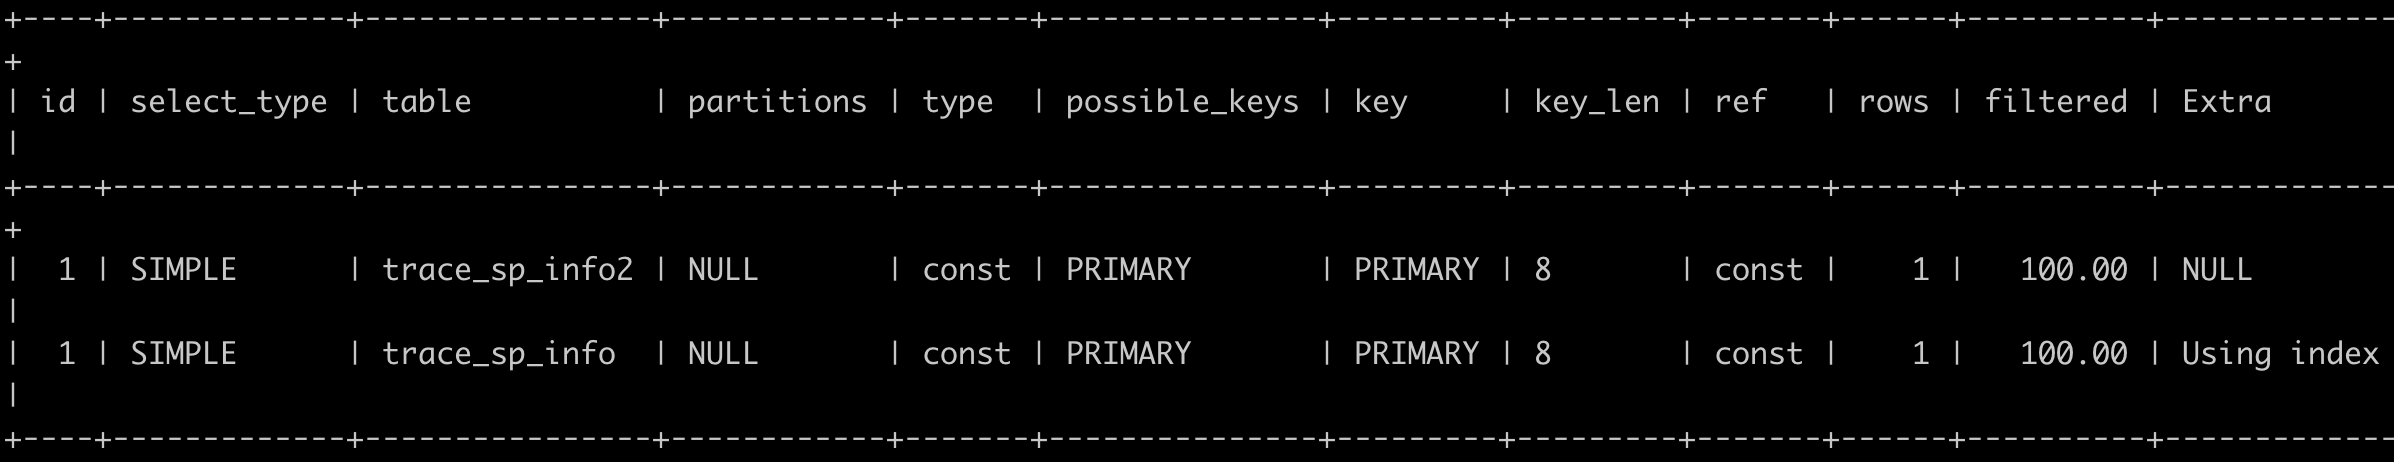 +----+-------------+----------------+------------+-------+---------------+---------+---------+-------+------+----------+-------------
+
| id | select_type | table          | partitions | type  | possible_keys | key     | key_len | ref   | rows | filtered | Extra
|
+----+-------------+----------------+------------+-------+---------------+---------+---------+-------+------+----------+-------------
+
|  1 | SIMPLE      | trace_sp_info2 | NULL       | const | PRIMARY       | PRIMARY | 8       | const |    1 |   100.00 | NULL
|
|  1 | SIMPLE      | trace_sp_info  | NULL       | const | PRIMARY       | PRIMARY | 8       | const |    1 |   100.00 | Using index
|
+----+-------------+----------------+------------+-------+---------------+---------+---------+-------+------+----------+-------------